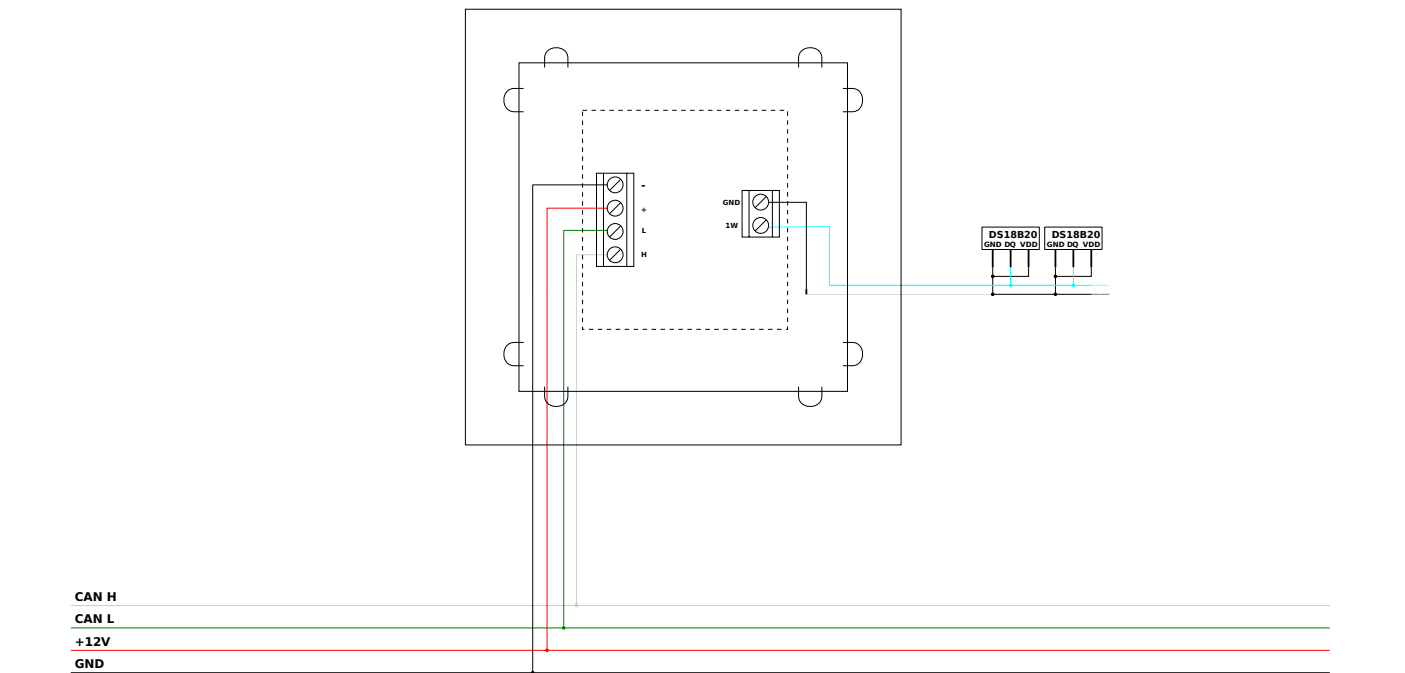 -
+
L
H
GND
1W
DS18B20
GND DQ VDD
DS18B20
GND DQ VDD
CAN H
CAN L
+12V
GND